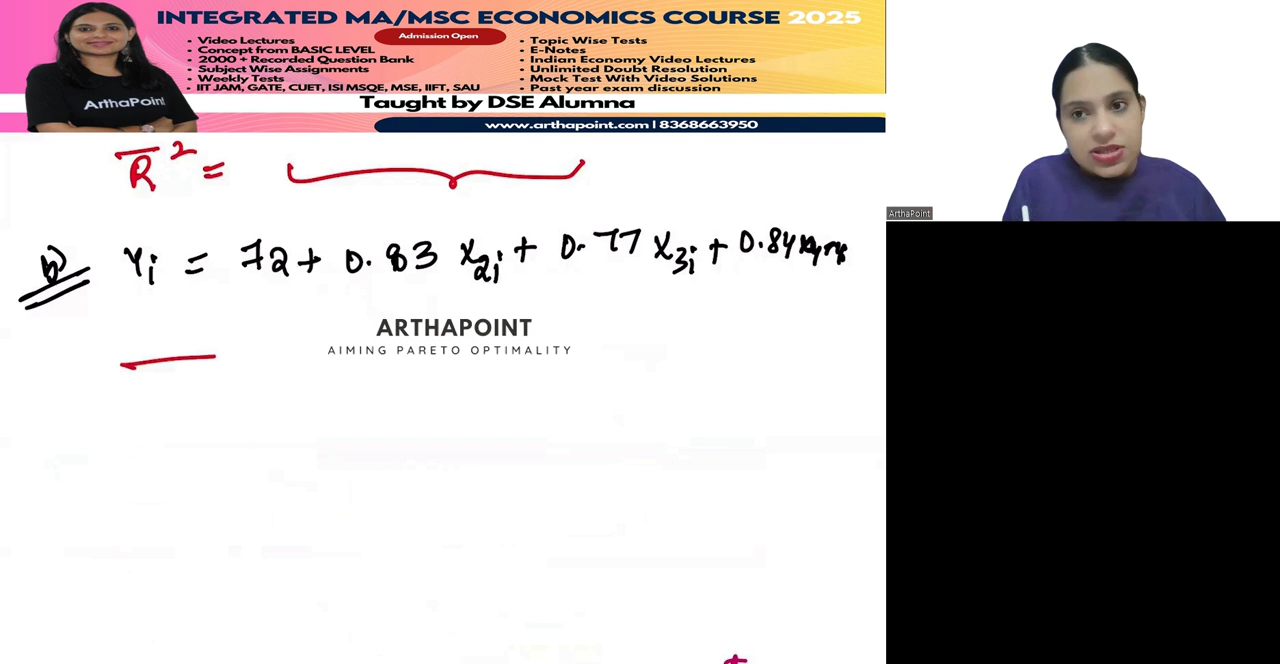 INTEGRATED MA/MSC ECONOMICS COURSE 2025
Admission Open
• Video Lectures
• Concept from BASIC LEVEL
• 2000 + Recorded Question Bank
• Subject Wise Assignments
• Weekly Tests
• IIT JAM, GATE, CUET, ISI MSQE, MSE, IIFT, SAU
• Topic Wise Tests
• E-Notes
• Indian Economy Video Lectures
• Unlimited Doubt Resolution
• Mock Test With Video Solutions
• Past year exam discussion
ArthaPoint
Taught by DSE Alumna
www.arthapoint.com | 8368663950
ArthaPoint
R̅² =
b) Yi = 72 + 0.83 X2i + 0.77 X3i + 0.84
ARTHAPOINT
AIMING PARETO OPTIMALITY